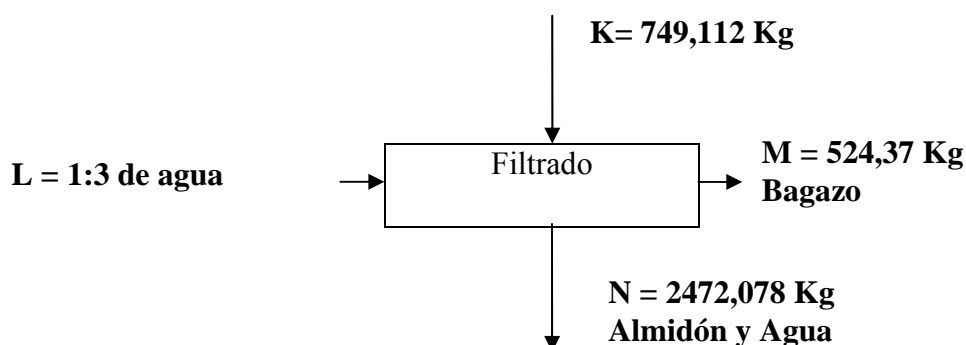 K= 749,112 Kg
L = 1:3 de agua
Filtrado
M = 524,37 Kg
Bagazo
N = 2472,078 Kg
Almidón y Agua